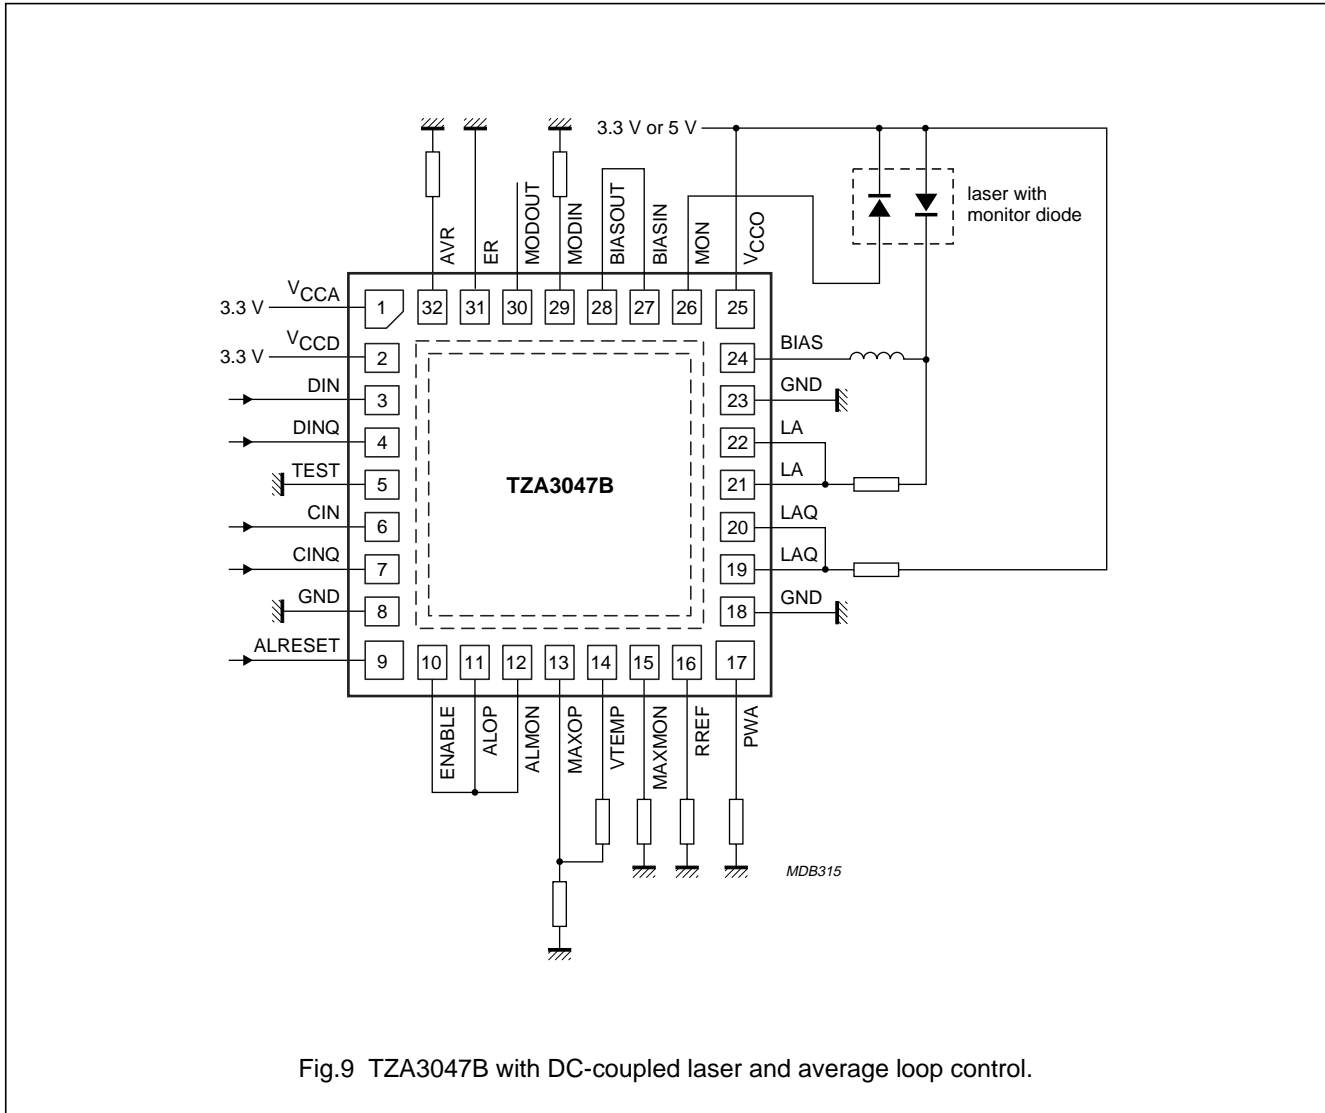 3.3 V or 5 V
laser with
monitor diode
AVR
ER
MODOUT
MODIN
BIASOUT
BIASIN
MON
VCCO
3.3 V
VCCA
1
32
31
30
29
28
27
26
25
3.3 V
VCCD
2
24
BIAS
DIN
3
23
GND
DINQ
4
22
LA
TEST
5
TZA3047B
21
LA
CIN
6
20
LAQ
CINQ
7
19
LAQ
GND
8
18
GND
ALRESET
9
10
11
12
13
14
15
16
17
ENABLE
ALOP
ALMON
MAXOP
VTEMP
MAXMON
RREF
PWA
MDB315
Fig.9 TZA3047B with DC-coupled laser and average loop control.